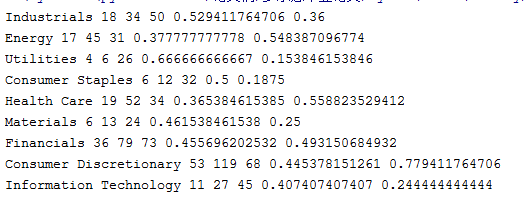 Industrials 18 34 50 0.529411764706 0.36
Energy 17 45 31 0.377777777778 0.548387096774
Utilities 4 6 26 0.666666666667 0.153846153846
Consumer Staples 6 12 32 0.5 0.1875
Health Care 19 52 34 0.365384615385 0.558823529412
Materials 6 13 24 0.461538461538 0.25
Financials 36 79 73 0.455696202532 0.493150684932
Consumer Discretionary 53 119 68 0.445378151261 0.779411764706
Information Technology 11 27 45 0.407407407407 0.244444444444